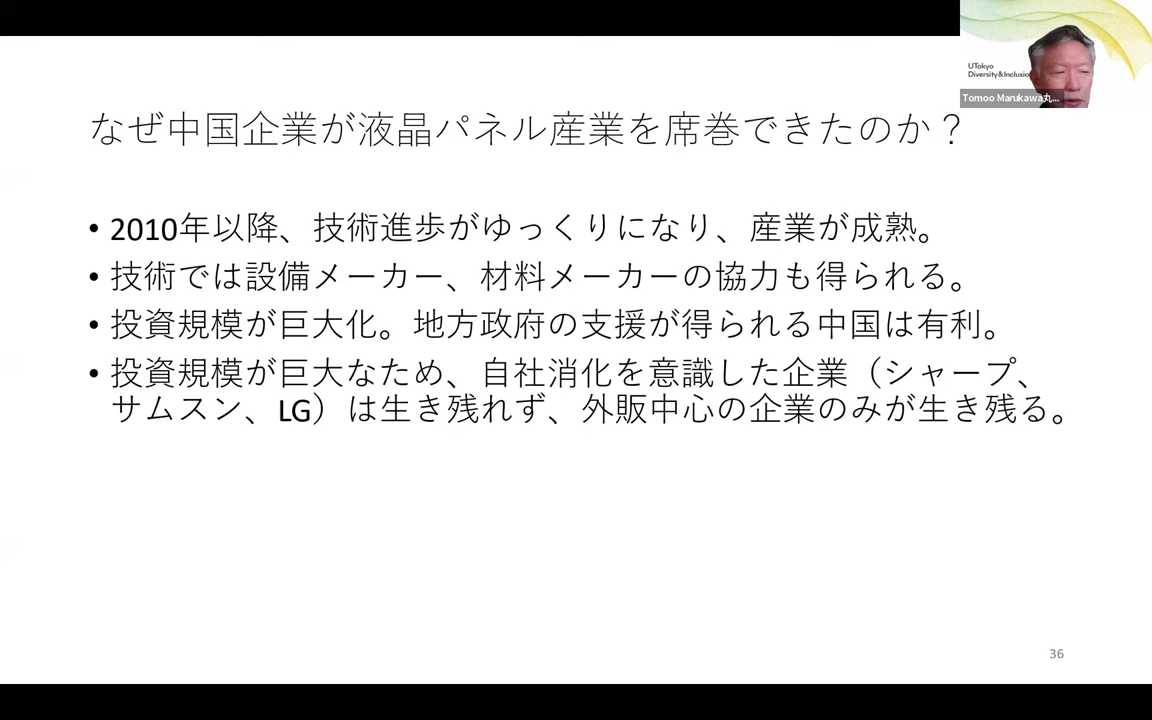 UTokyo
Diversity&Inclusio
Tomoo Marukawa丸...
なぜ中国企業が液晶パネル産業を席巻できたのか？
• 2010年以降、技術進歩がゆっくりになり、産業が成熟。
• 技術では設備メーカー、材料メーカーの協力も得られる。
• 投資規模が巨大化。地方政府の支援が得られる中国は有利。
• 投資規模が巨大なため、自社消化を意識した企業（シャープ、
サムスン、LG）は生き残れず、外販中心の企業のみが生き残る。
36